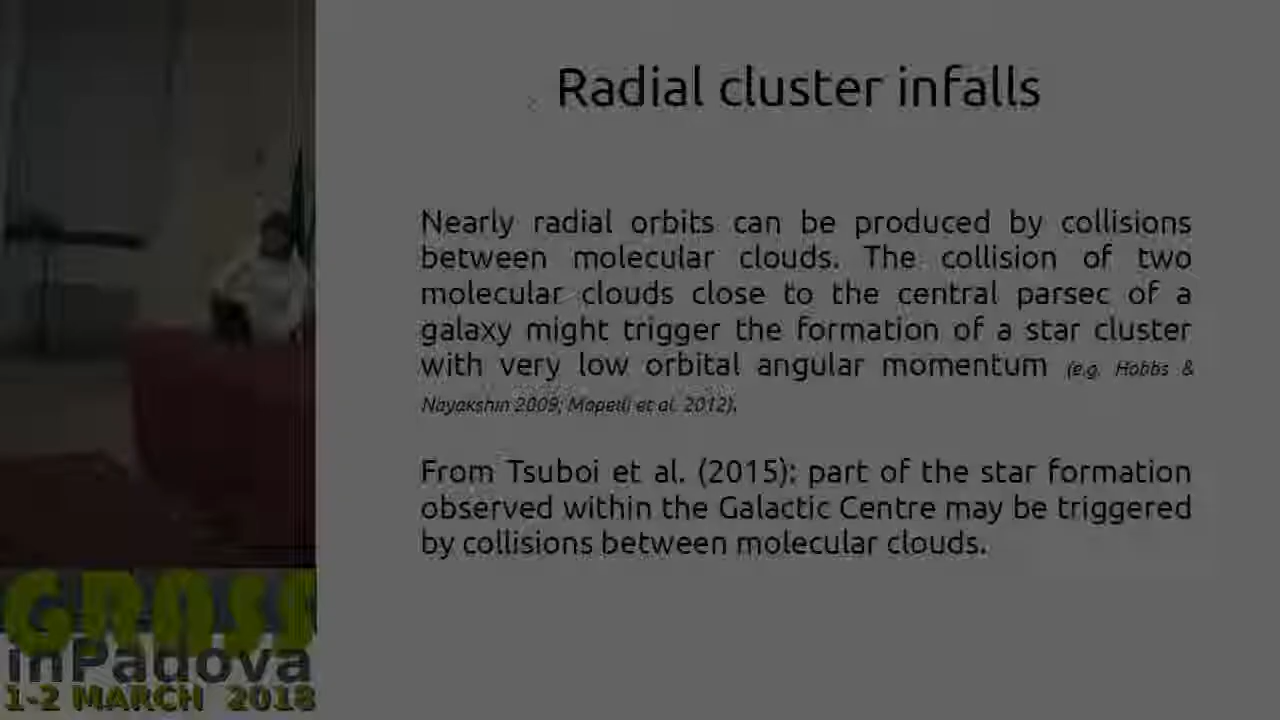 Radial cluster infalls
Nearly radial orbits can be produced by collisions
between molecular clouds. The collision of two
molecular clouds close to the central parsec of a
galaxy might trigger the formation of a star cluster
with very low orbital angular momentum (e.g. Hobbs &
Nayakshin 2009; Mapelli et al. 2012).
From Tsuboi et al. (2015): part of the star formation
observed within the Galactic Centre may be triggered
by collisions between molecular clouds.
GRASS
inPadova
1-2 MARCH 2018